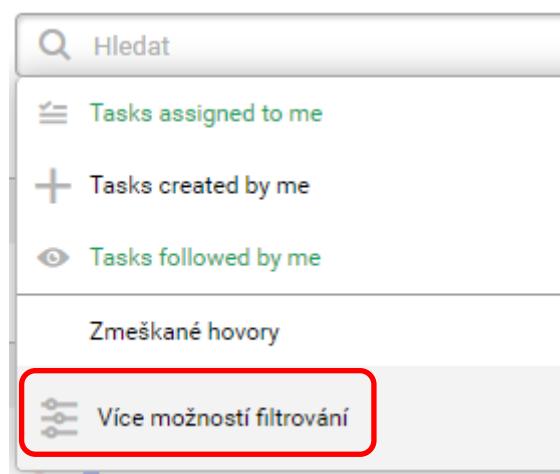 Hledat
Tasks assigned to me
Tasks created by me
Tasks followed by me
Zmeškané hovory
Více možností filtrování